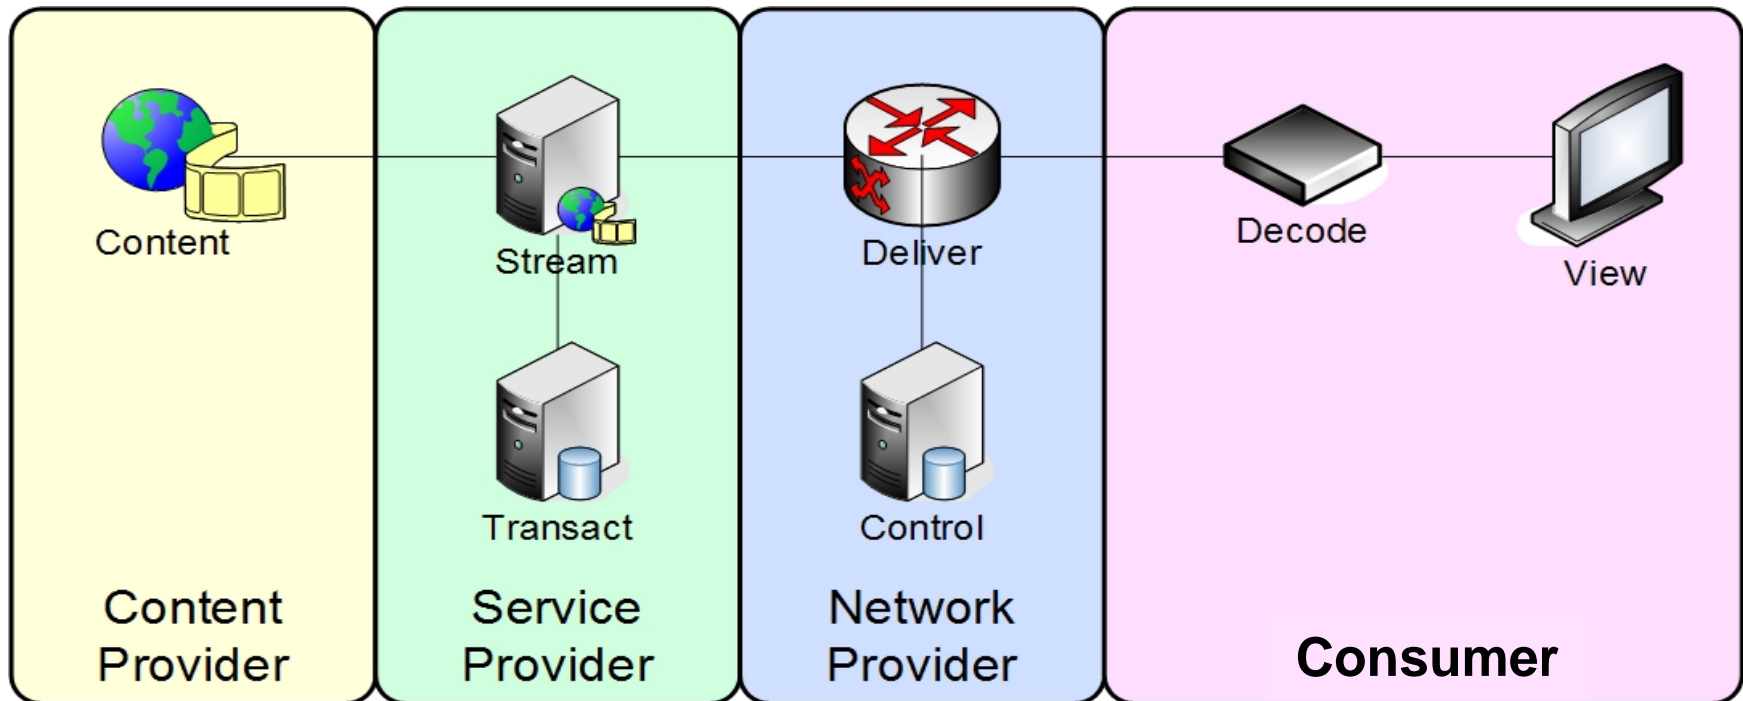 Content
Stream
Deliver
Decode
View
Transact
Control
Content
Provider
Service
Provider
Network
Provider
Consumer